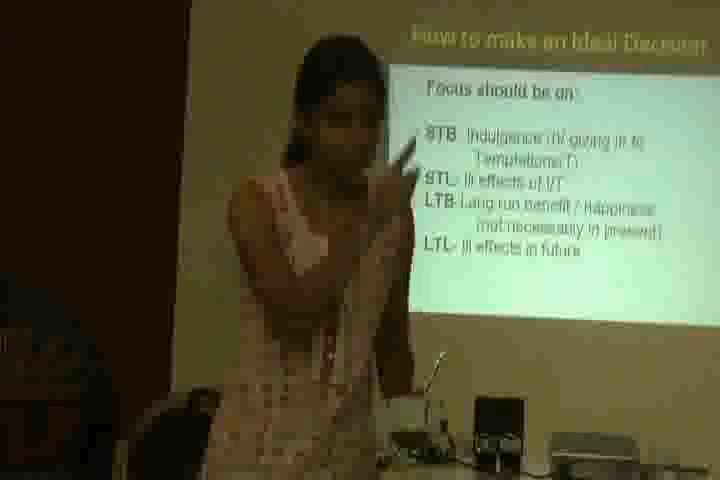 How to make an Ideal Decision
Focus should be on:
STB- Indulgence (I)/ giving in to
Temptations(T)
STL- Ill effects of I/T
LTB-Long run benefit / happiness
(not necessarily in present)
LTL- Ill effects in future